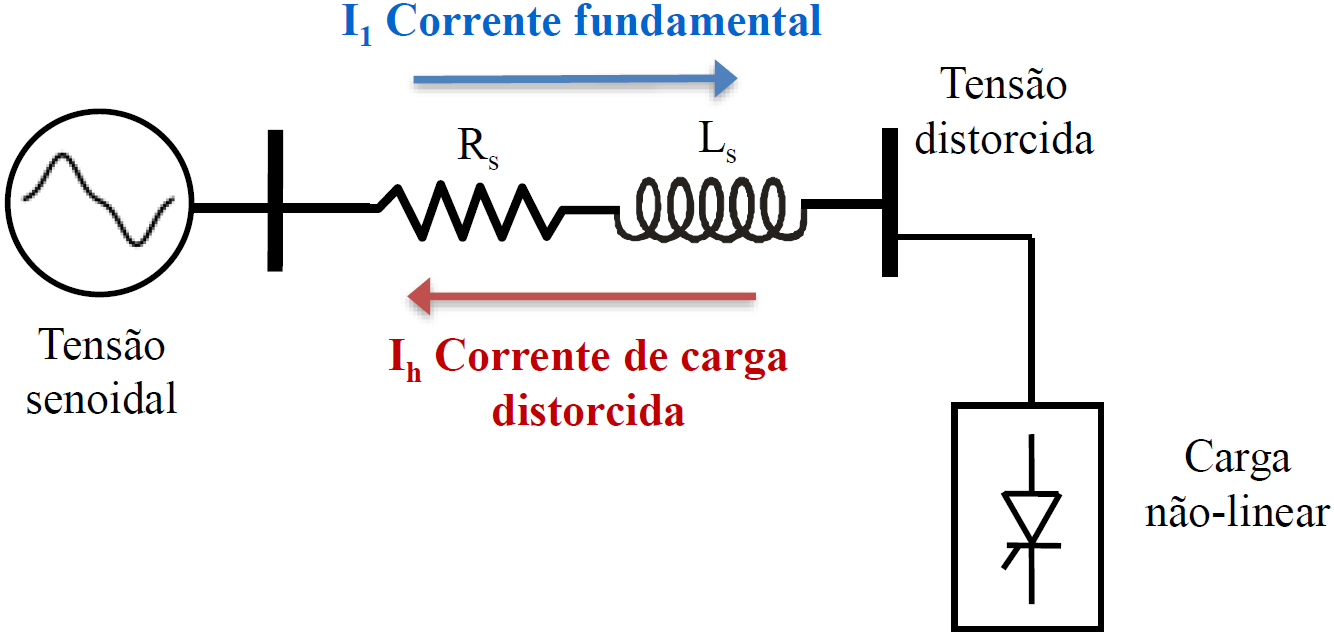 I₁ Corrente fundamental
Tensão
distorcida
Rₛ
Lₛ
Tensão
senoidal
Iₕ Corrente de carga
distorcida
Carga
não-linear